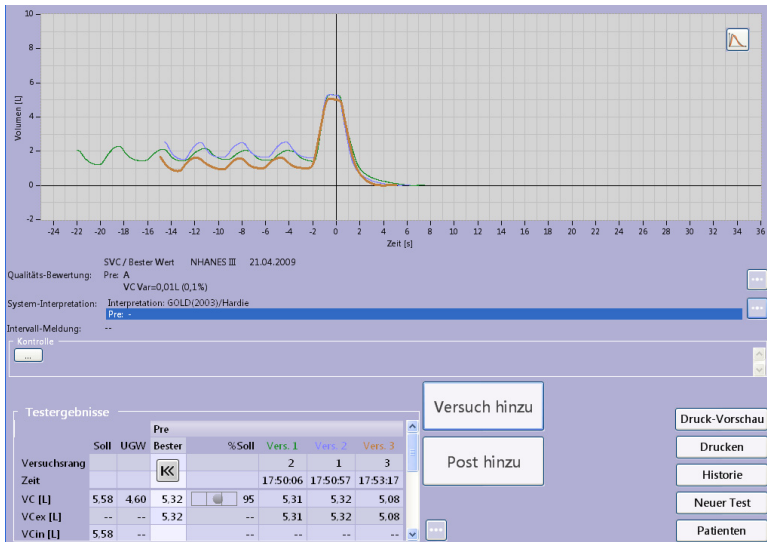 10
8
6
4
2
0
-2
Volumen [L]
-24 -22 -20 -18 -16 -14 -12 -10 -8 -6 -4 -2 0 2 4 6 8 10 12 14 16 18 20 22 24 26 28 30 32 34 36
Zeit [s]
SVC / Bester Wert NHANES III 21.04.2009
Qualitäts-Bewertung: Pre: A
VC Var=0,01L (0,1%)
System-Interpretation: Interpretation: GOLD(2003)/Hardie
Pre: -
Intervall-Meldung: --
Kontrolle
...
Testergebnisse
Pre
Soll UGW Bester %Soll Vers. 1 Vers. 2 Vers. 3
Versuchsrang 2 1 3
Zeit 17:50:06 17:50:57 17:53:17
VC [L] 5.58 4.60 5.32 95 5.31 5.32 5.08
VCex [L] -- -- 5.32 -- 5.31 5.32 5.08
VCin [L] 5.58 -- -- -- -- --
Versuch hinzu
Post hinzu
...
Druck-Vorschau
Drucken
Historie
Neuer Test
Patienten